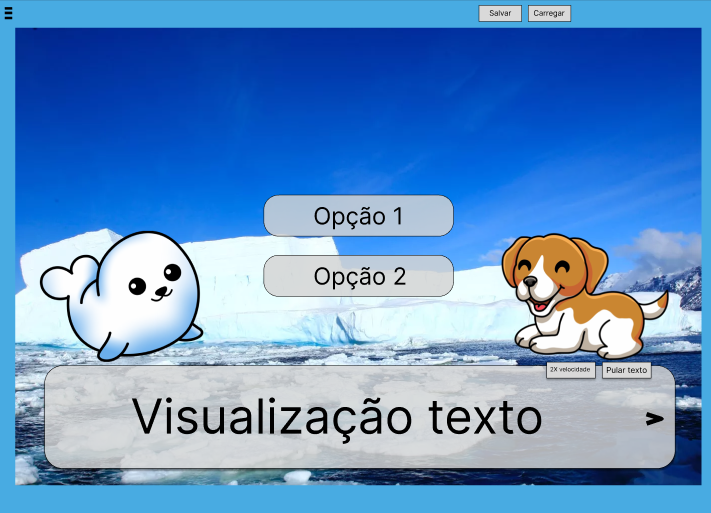 Salvar
Carregar
Opção 1
Opção 2
2X velocidade
Pular texto
Visualização texto
>